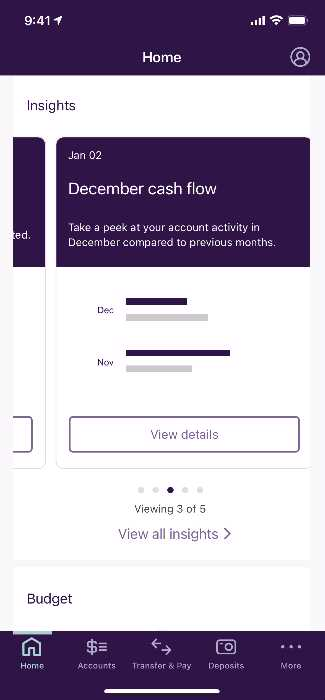 9:41
Home
Insights
Jan 02
December cash flow
ted.
Take a peek at your account activity in
December compared to previous months.
Dec
Nov
View details
Viewing 3 of 5
View all insights
Budget
Home
Accounts
Transfer & Pay
Deposits
More